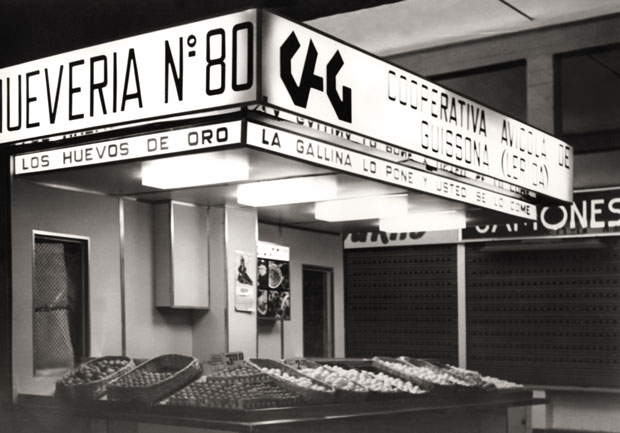 HUEVERIA Nº 80
LOS HUEVOS DE ORO
CAG
COOPERATIVA AVICOLA DE
GUISSONA (LERIDA)
LA GALLINA LO PONE Y USTED SE LO COME
JAMONES